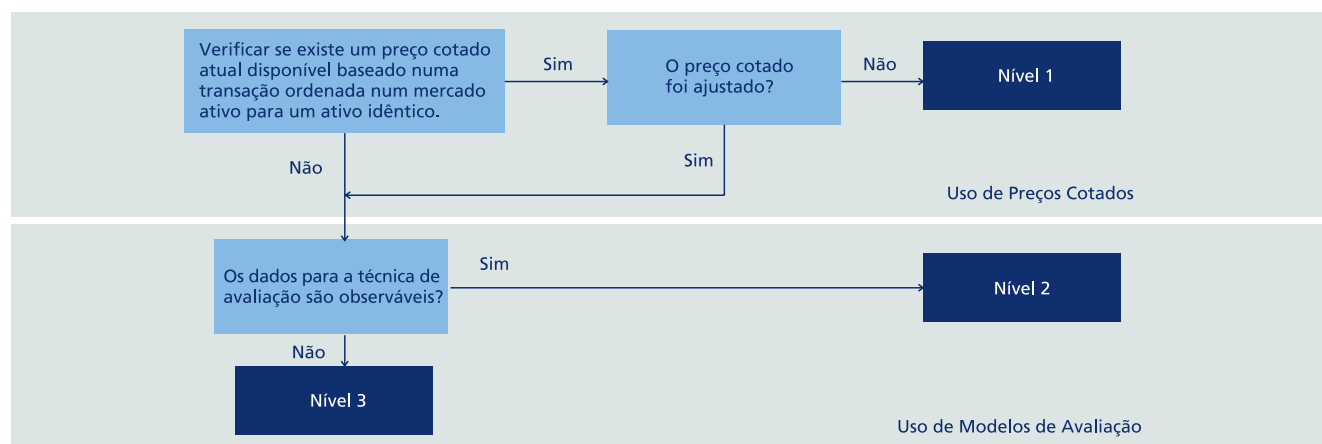 Verificar se existe um preço cotado
atual disponível baseado numa
transação ordenada num mercado
ativo para um ativo idêntico.
Sim
O preço cotado
foi ajustado?
Não
Nível 1
Não
Sim
Uso de Preços Cotados
Os dados para a técnica de
avaliação são observáveis?
Sim
Nível 2
Não
Nível 3
Uso de Modelos de Avaliação